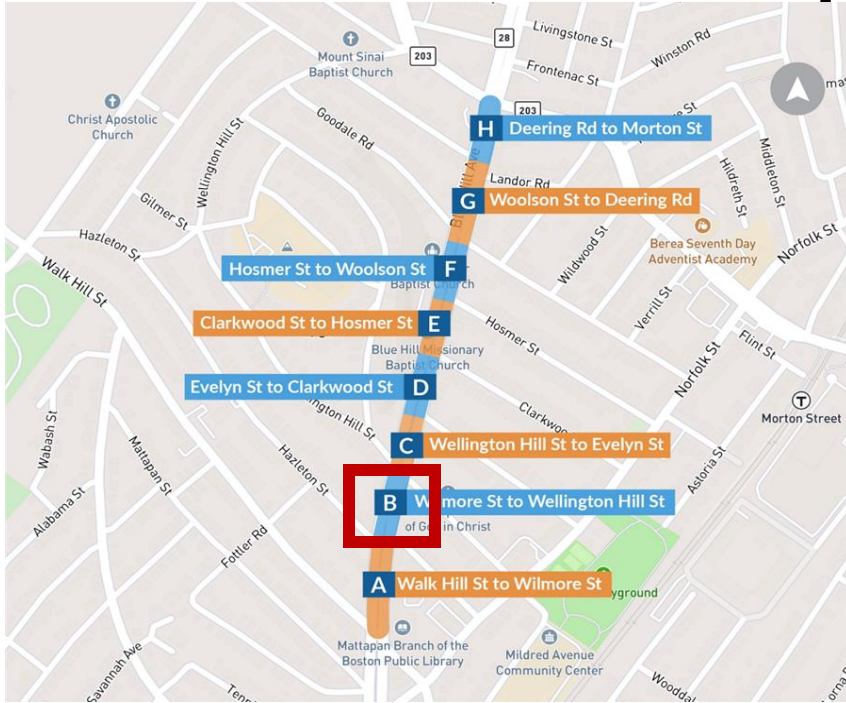 Livingstone St
28
Winston Rd
Mount Sinai
Baptist Church
203
Frontenac St
Christ Apostolic
Church
Goodale Rd
203
H Deering Rd to Morton St
Wellington Hill St
Middleton St
Hildreth St
Landor Rd
G Woolson St to Deering Rd
Gilmer St
Hazleton St
Wildwood St
Berea Seventh Day
Adventist Academy
Norfolk St
Walk Hill St
Hosmer St to Woolson St F
Baptist Church
Verrill St
Clarkwood St to Hosmer St E
Hosmer St
Flint St
Blue Hill Missionary
Baptist Church
Norfolk St
Evelyn St to Clarkwood St D
Morton Street
T
Hill St
Wabash St
Mattapan St
Hazleton St
C Wellington Hill St to Evelyn St
Astoria St
Alabama St
B
to Wellington Hill St
in Christ
Fottler Rd
A Walk Hill St to Wilmore St
Mattapan Branch of the
Boston Public Library
Mildred Avenue
Community Center
Savannah Ave